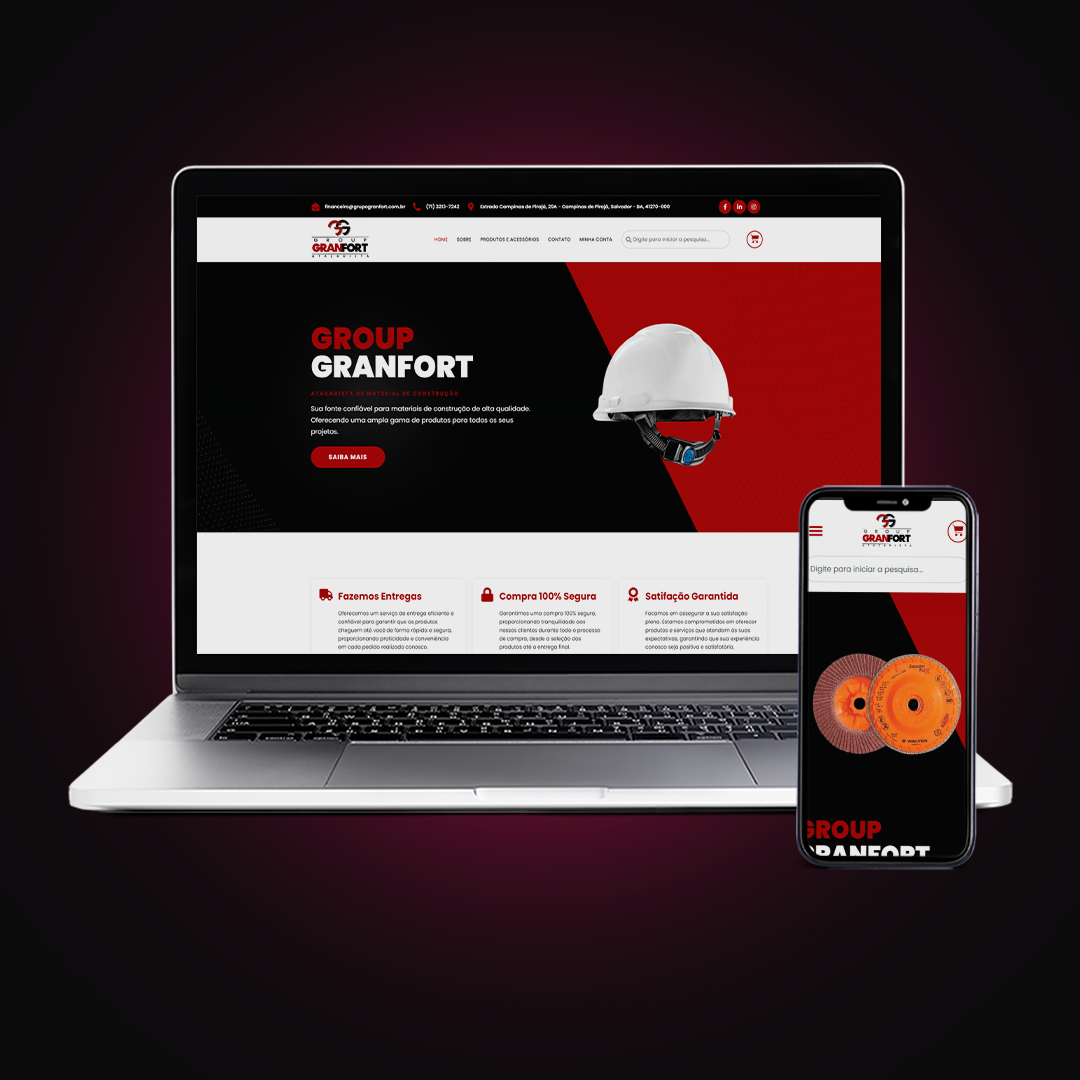 financeiro@grupogranfort.com.br (71) 3213-7242 Estrada Campinas de Pirajá, 25A - Campinas de Pirajá, Salvador - BA, 41270-000
GROUP
GRANFORT
ATACADISTA
HOME SOBRE PRODUTOS E ACESSÓRIOS CONTATO MINHA CONTA Digite para iniciar a pesquisa...
GROUP
GRANFORT
ATACADISTA DE MATERIAL DE CONSTRUÇÃO
Sua fonte confiável para materiais de construção de alta qualidade.
Oferecendo uma ampla gama de produtos para todos os seus
projetos.
SAIBA MAIS
Fazemos Entregas
Oferecemos um serviço de entrega eficiente e
confiável para garantir que os produtos
cheguem até você de forma rápida e segura,
proporcionando praticidade e conveniência
em cada pedido realizado conosco.
Compra 100% Segura
Garantimos uma compra 100% segura,
proporcionando tranquilidade aos
nossos clientes durante todo o processo
de compra, desde a seleção dos
produtos até a entrega final.
Satifação Garantida
Focamos em assegurar a sua satisfação
plena. Estamos comprometidos em oferecer
produtos e serviços que atendam às suas
expectativas, garantindo que sua experiência
conosco seja positiva e satisfatória.
GROUP
GRANFORT
ATACADISTA
Digite para iniciar a pesquisa...
WALTER
GROUP
GRANFORT